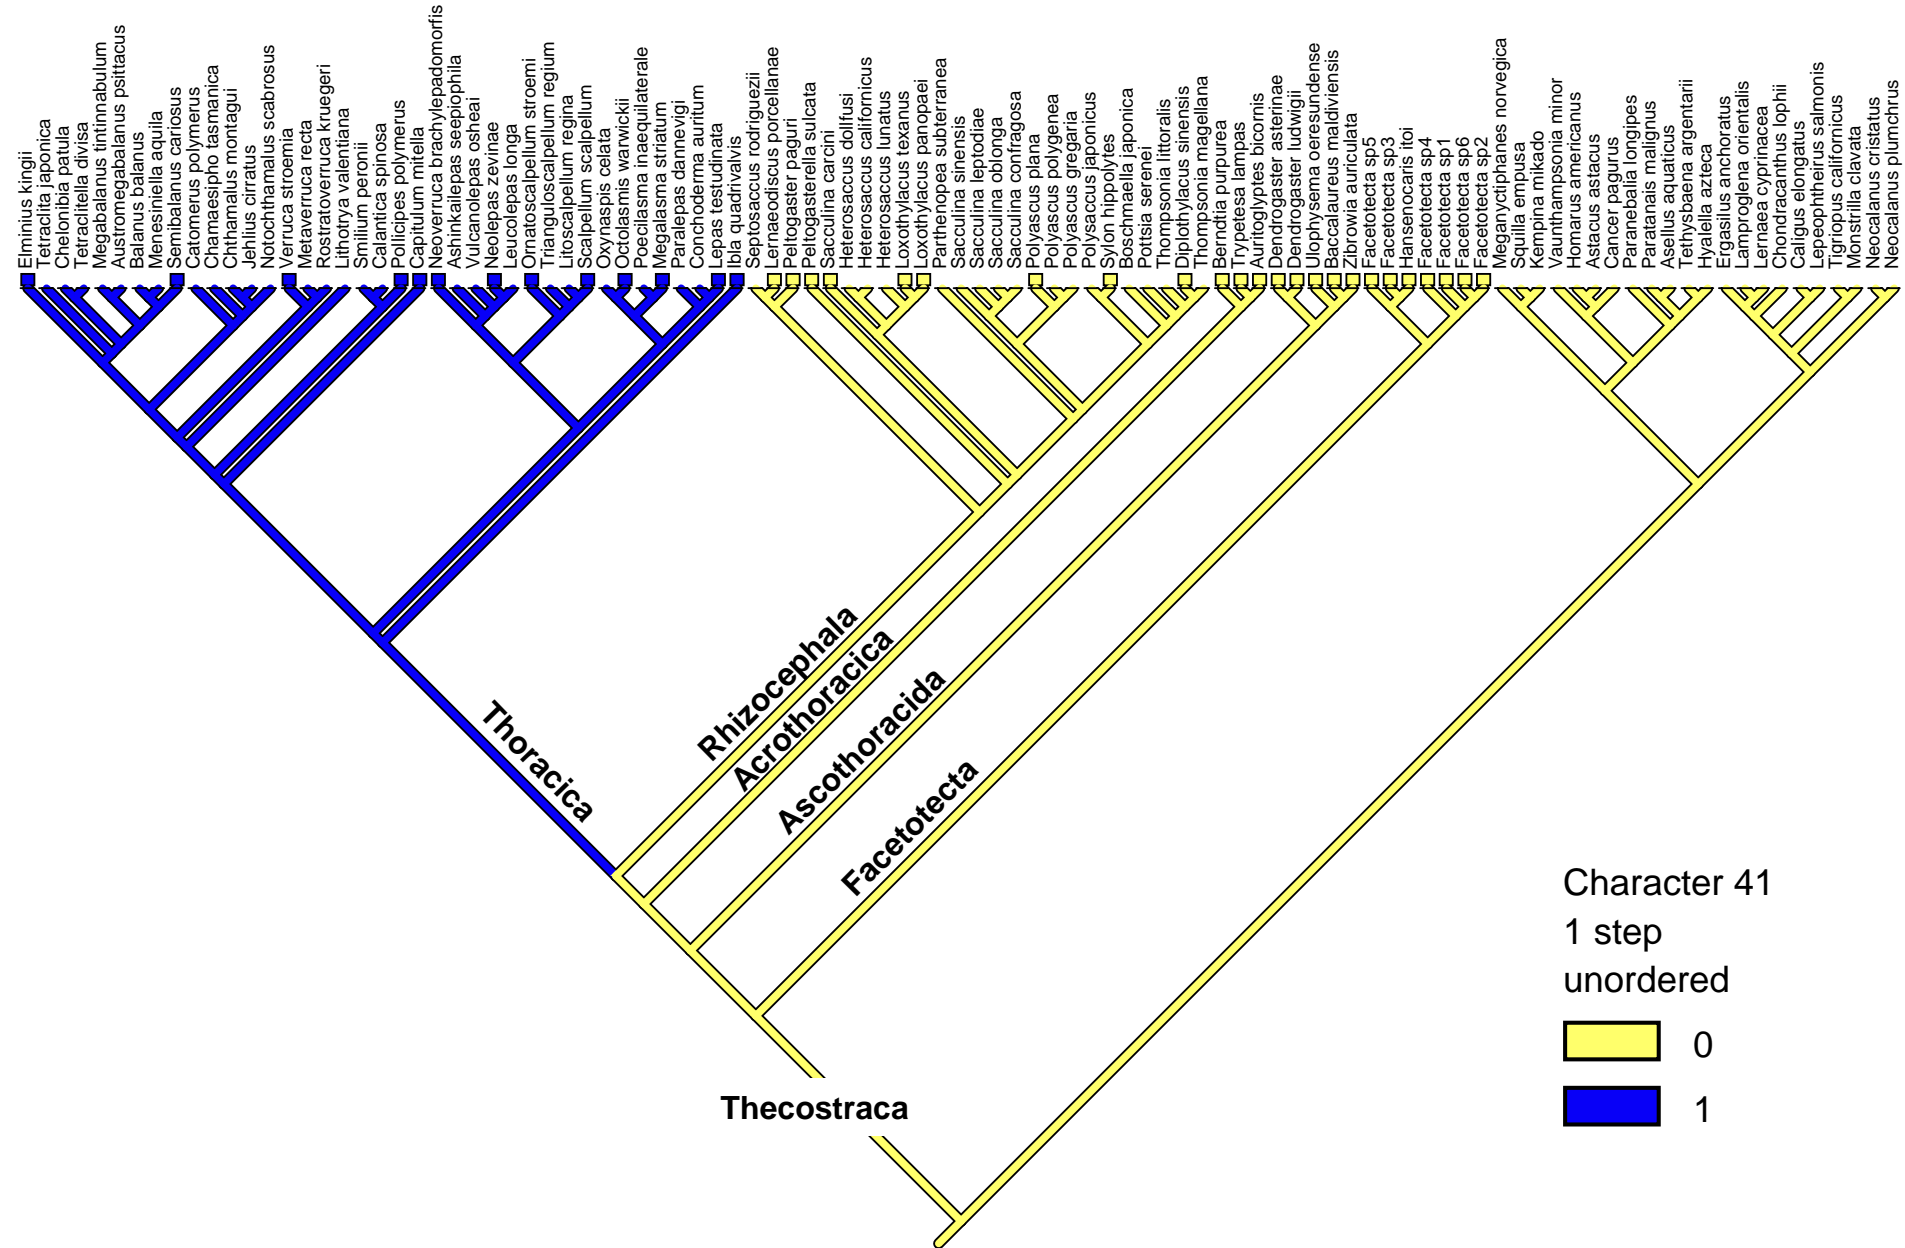 Elminius kingii
Tetraclita japonica
Chelonibia patula
Tetraclitella divisa
Megabalanus tintinnabulum
Austromegabalanus psittacus
Balanus balanus
Menesiniella aquila
Semibalanus cariosus
Catomerus polymerus
Chamaesipho tasmanica
Chthamalus montagui
Jehlius cirratus
Notochthamalus scabrosus
Verruca stroemia
Metaverruca recta
Rostratoverruca kruegeri
Lithotrya valentiana
Smilium peronii
Calantica spinosa
Pollicipes polymerus
Capitulum mitella
Neoverruca brachylepadomorfis
Ashinkailepas seepiophila
Vulcanolepas osheai
Neolepas zevinae
Leucolepas longa
Ornatoscalpellum stroemi
Trianguloscalpellum regium
Litoscalpellum regina
Scalpellum scalpellum
Oxynaspis celata
Octolasmis warwickii
Poecilasma inaequilaterale
Megalasma striatum
Paralepas dannevigi
Conchoderma auritum
Lepas testudinata
Ibla quadrivalvis
Septosaccus rodriguezii
Lernaeodiscus porcellanae
Peltogaster paguri
Peltogasterella sulcata
Sacculina carcini
Heterosaccus dollfusi
Heterosaccus californicus
Heterosaccus lunatus
Loxothylacus texanus
Loxothylacus panopaei
Parthenopea subterranea
Sacculina sinensis
Sacculina leptodiae
Sacculina oblonga
Sacculina confragosa
Polyascus plana
Polyascus polygenea
Polyascus gregaria
Polysaccus japonicus
Sylon hippolytes
Boschmaella japonica
Pottsia serenei
Thompsonia littoralis
Diplothylacus sinensis
Thompsonia magellana
Berndtia purpurea
Trypetesa lampas
Auritoglyptes bicornis
Dendrogaster asterinae
Dendrogaster ludwigii
Ulophysema oeresundense
Baccalaureus maldiviensis
Zibrowia auriculata
Facetotecta sp5
Facetotecta sp3
Hansenocaris itoi
Facetotecta sp4
Facetotecta sp1
Facetotecta sp6
Facetotecta sp2
Meganyctiphanes norvegica
Squilla empusa
Kempina mikado
Vaunthampsonia minor
Homarus americanus
Astacus astacus
Cancer pagurus
Paranebalia longipes
Paratanais malignus
Asellus aquaticus
Tethysbaena argentarii
Hyalella azteca
Ergasilus anchoratus
Lamproglena orientalis
Lernaea cyprinacea
Chondracanthus lophii
Caligus elongatus
Lepeophtheirus salmonis
Tigriopus californicus
Monstrilla clavata
Neocalanus cristatus
Neocalanus plumchrus
Thoracica
Rhizocephala
Acrothoracica
Ascothoracida
Facetotecta
Thecostraca
Character 41
1 step
unordered
0
1